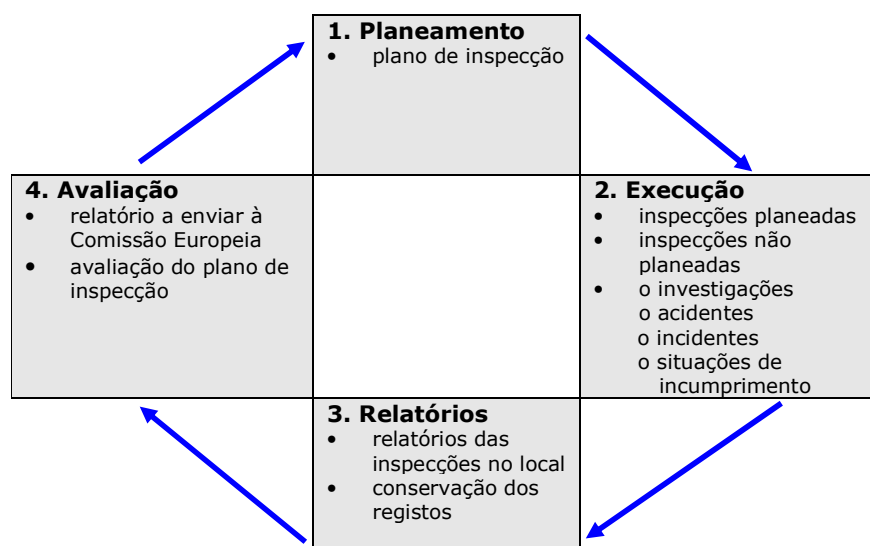 1. Planeamento
• plano de inspecção
4. Avaliação
• relatório a enviar à
Comissão Europeia
• avaliação do plano de
inspecção
2. Execução
• inspecções planeadas
• inspecções não
planeadas
• o investigações
o acidentes
o incidentes
o situações de
incumprimento
3. Relatórios
• relatórios das
inspecções no local
• conservação dos
registos